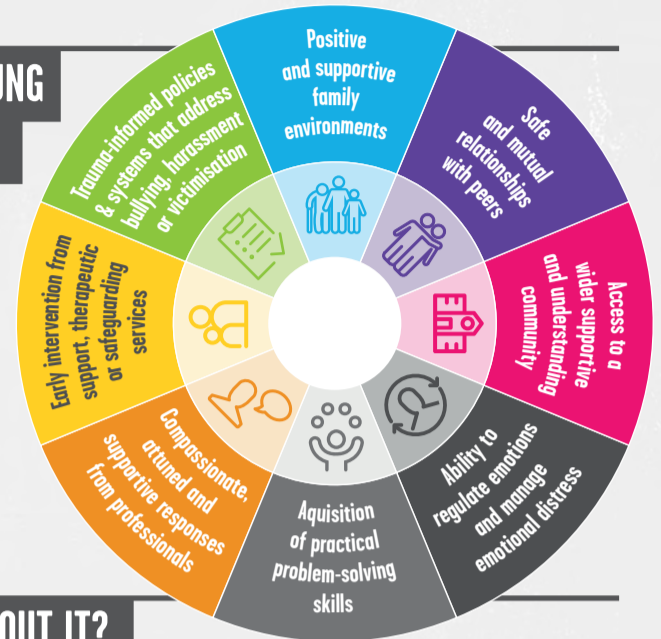 UNG
Positive
and supportive
family
environments
Safe
and mutual
relationships
with peers
Access to a
wider supportive
and understanding
community
Ability to
regulate emotions
and manage
emotional distress
Aquisition
of practical
problem-solving
skills
Compassionate,
attuned and
supportive responses
from professionals
Early intervention from
support, therapeutic
or safeguarding
services
Trauma-informed policies
& systems that address
bullying, harassment
or victimisation
OUT IT?